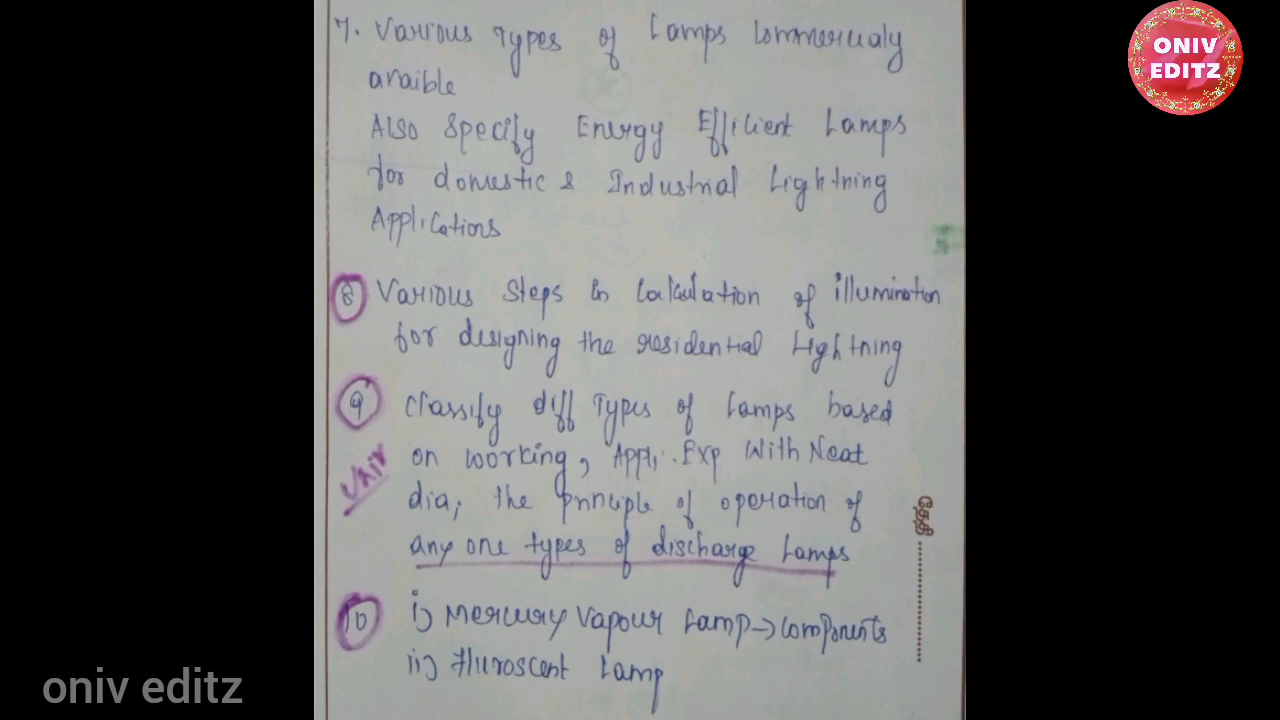 7. Various Types of Lamps Commercialy
avaible
Also Specify Energy Efficient Lamps
for domestic & Industrial Lightning
Applications
8 Various Steps in Calculation of illumination
for designing the residential Lightning
9 Classify diff Types of Lamps based
on working, Appli. Exp With Neat
dia, the principle of operation of
any one types of discharge Lamps
10 i) Mercury Vapour Lamp → Components
ii) Fluroscent Lamp
ONIV
EDITZ
தேதி
oniv editz